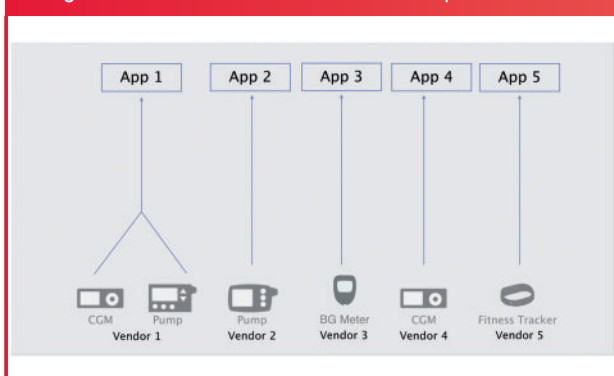 App 1 App 2 App 3 App 4 App 5
CGM Pump Pump BG Meter CGM Fitness Tracker
Vendor 1 Vendor 2 Vendor 3 Vendor 4 Vendor 5